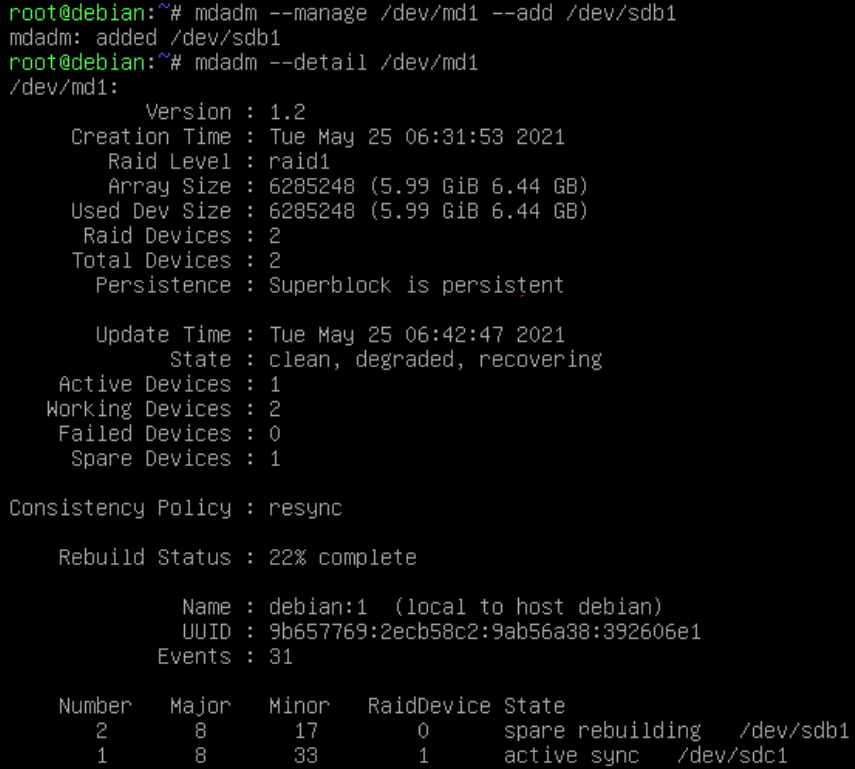 root@debian:~# mdadm --manage /dev/md1 --add /dev/sdb1
mdadm: added /dev/sdb1
root@debian:~# mdadm --detail /dev/md1
/dev/md1:
           Version : 1.2
     Creation Time : Tue May 25 06:31:53 2021
        Raid Level : raid1
        Array Size : 6285248 (5.99 GiB 6.44 GB)
     Used Dev Size : 6285248 (5.99 GiB 6.44 GB)
      Raid Devices : 2
     Total Devices : 2
       Persistence : Superblock is persistent
       Update Time : Tue May 25 06:42:47 2021
             State : clean, degraded, recovering
    Active Devices : 1
   Working Devices : 2
    Failed Devices : 0
     Spare Devices : 1
Consistency Policy : resync
    Rebuild Status : 22% complete
              Name : debian:1  (local to host debian)
              UUID : 9b657769:2ecb58c2:9ab56a38:392606e1
            Events : 31
    Number   Major   Minor   RaidDevice State
       2       8       17        0      spare rebuilding   /dev/sdb1
       1       8       33        1      active sync   /dev/sdc1